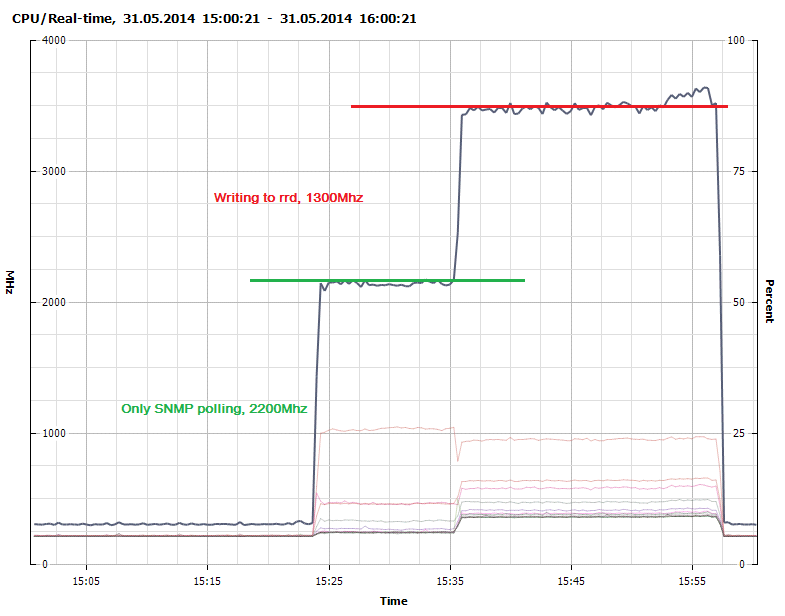 CPU/Real-time, 31.05.2014 15:00:21 - 31.05.2014 16:00:21
4000
100
3000
75
Writing to rrd, 1300Mhz
MHz
Percent
2000
50
Only SNMP polling, 2200Mhz
1000
25
0
0
15:05
15:15
15:25
15:35
15:45
15:55
Time